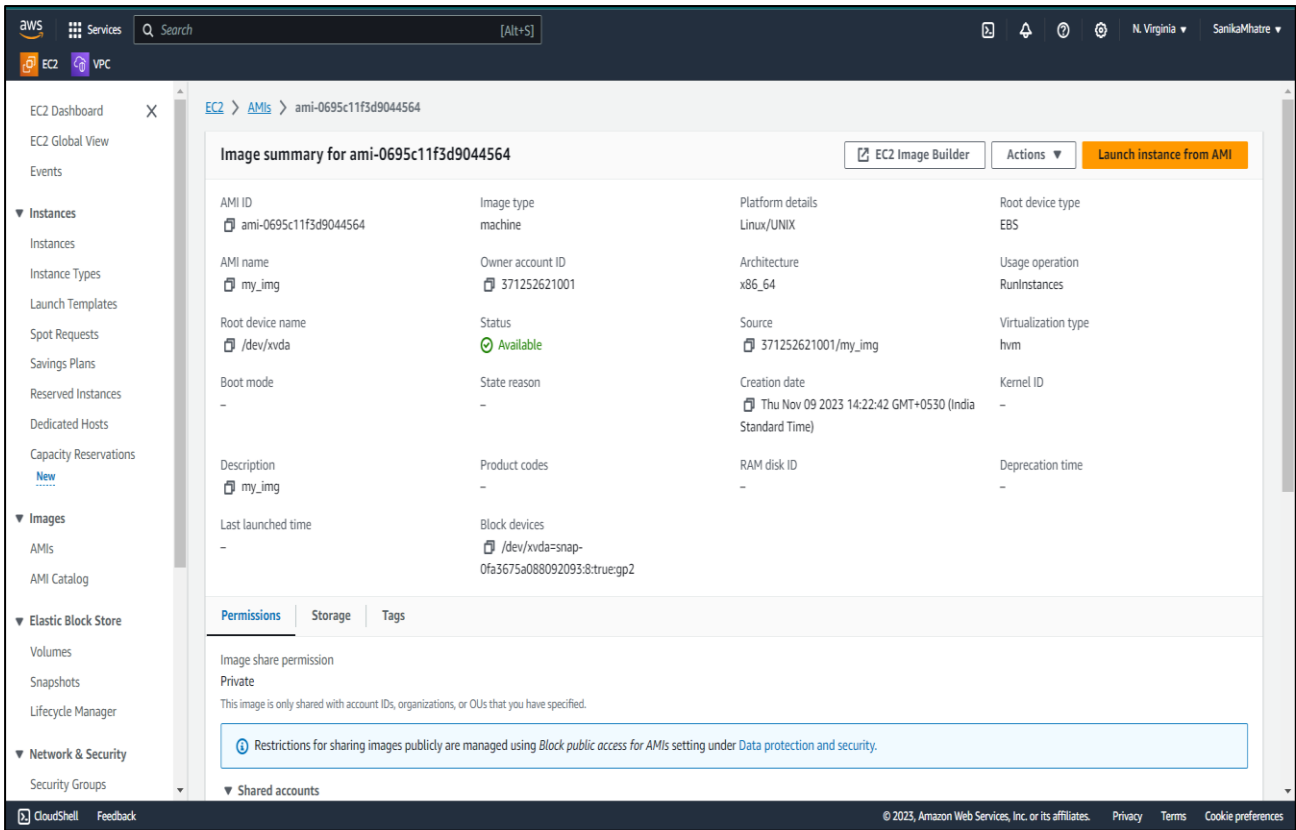 aws
Services
Search
[Alt+S]
N. Virginia
SanikaMhatre
EC2
VPC
EC2 Dashboard
X
EC2 Global View
Events
Instances
Instances
Instance Types
Launch Templates
Spot Requests
Savings Plans
Reserved Instances
Dedicated Hosts
Capacity Reservations
New
Images
AMIs
AMI Catalog
Elastic Block Store
Volumes
Snapshots
Lifecycle Manager
Network & Security
Security Groups
EC2 > AMIs > ami-0695c11f3d9044564
Image summary for ami-0695c11f3d9044564
EC2 Image Builder
Actions
Launch instance from AMI
AMI ID
ami-0695c11f3d9044564
Image type
machine
Platform details
Linux/UNIX
Root device type
EBS
AMI name
my_img
Owner account ID
371252621001
Architecture
x86_64
Usage operation
RunInstances
Root device name
/dev/xvda
Status
Available
Source
371252621001/my_img
Virtualization type
hvm
Boot mode
–
State reason
–
Creation date
Thu Nov 09 2023 14:22:42 GMT+0530 (India
Standard Time)
Kernel ID
–
Description
my_img
Product codes
–
RAM disk ID
–
Deprecation time
–
Last launched time
–
Block devices
/dev/xvda=snap-
0fa3675a088092093:8:true:gp2
Permissions
Storage
Tags
Image share permission
Private
This image is only shared with account IDs, organizations, or OUs that you have specified.
Restrictions for sharing images publicly are managed using Block public access for AMIs setting under Data protection and security.
Shared accounts
CloudShell
Feedback
© 2023, Amazon Web Services, Inc. or its affiliates.
Privacy
Terms
Cookie preferences